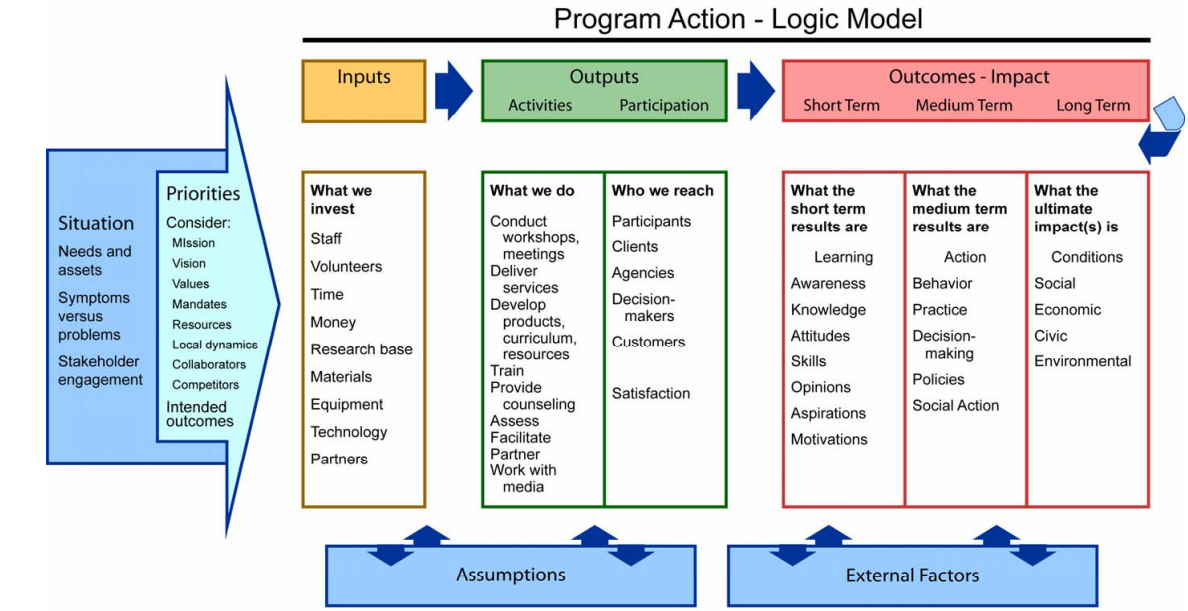 Program Action - Logic Model
Inputs
Outputs
Activities Participation
Outcomes - Impact
Short Term Medium Term Long Term
Situation
Needs and
assets
Symptoms
versus
problems
Stakeholder
engagement
Priorities
Consider:
MIssion
Vision
Values
Mandates
Resources
Local dynamics
Collaborators
Competitors
Intended
outcomes
What we
invest
Staff
Volunteers
Time
Money
Research base
Materials
Equipment
Technology
Partners
What we do
Conduct
workshops,
meetings
Deliver
services
Develop
products,
curriculum,
resources
Train
Provide
counseling
Assess
Facilitate
Partner
Work with
media
Who we reach
Participants
Clients
Agencies
Decision-
makers
Customers
Satisfaction
What the
short term
results are
Learning
Awareness
Knowledge
Attitudes
Skills
Opinions
Aspirations
Motivations
What the
medium term
results are
Action
Behavior
Practice
Decision-
making
Policies
Social Action
What the
ultimate
impact(s) is
Conditions
Social
Economic
Civic
Environmental
Assumptions
External Factors